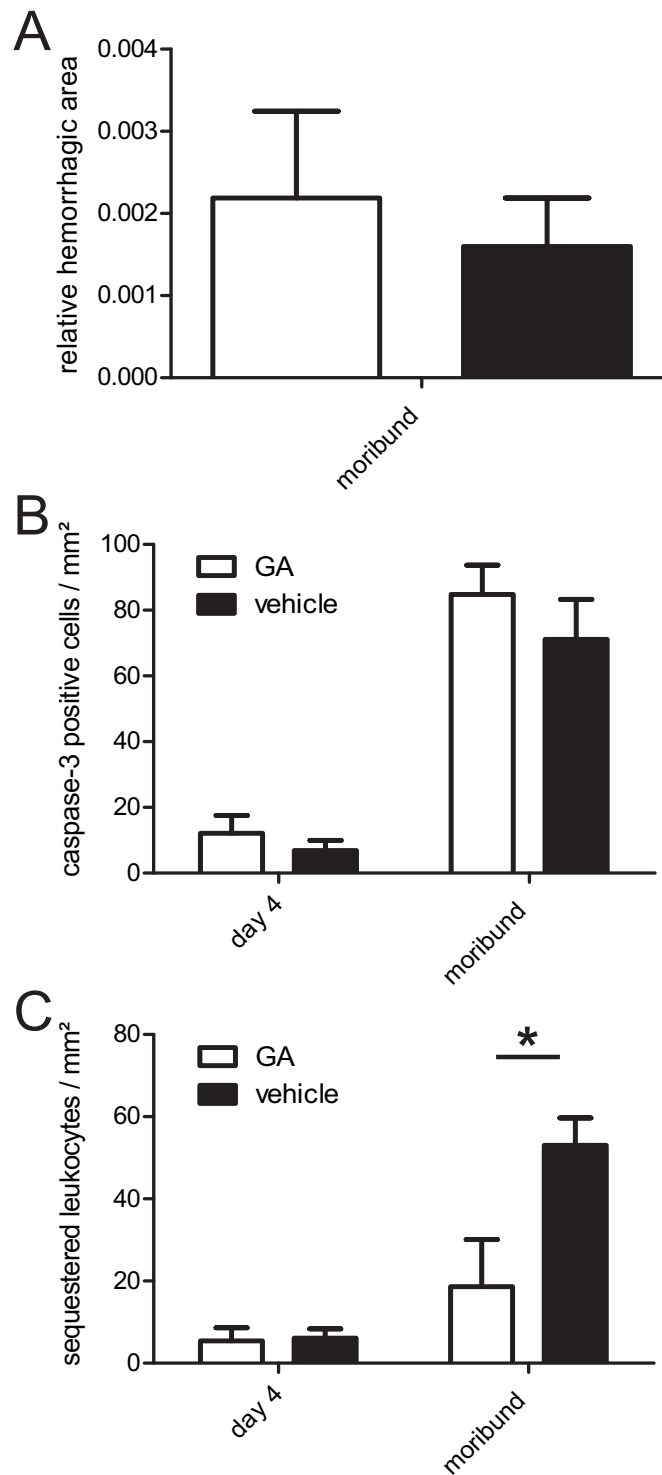 A
relative hemorrhagic area
0.004
0.003
0.002
0.001
0.000
moribund
B
caspase-3 positive cells / mm²
100
80
60
40
20
0
GA
vehicle
day 4
moribund
C
sequestered leukocytes / mm²
80
60
40
20
0
GA
vehicle
*
day 4
moribund